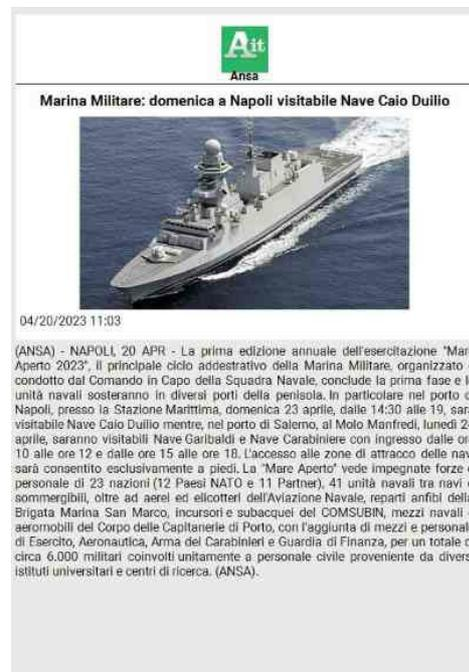 Ait
Ansa
Marina Militare: domenica a Napoli visitabile Nave Caio Duilio
04/20/2023 11:03
(ANSA) - NAPOLI, 20 APR - La prima edizione annuale dell'esercitazione "Mare
Aperto 2023", il principale ciclo addestrativo della Marina Militare, organizzato
condotto dal Comando in Capo della Squadra Navale, conclude la prima fase e l
unità navali sosteranno in diversi porti della penisola. In particolare nel porto d
Napoli, presso la Stazione Marittima, domenica 23 aprile, dalle 14:30 alle 19, sar
visitabile Nave Caio Duilio mentre, nel porto di Salerno, al Molo Manfredi, lunedì 2
aprile, saranno visitabili Nave Garibaldi e Nave Carabiniere con ingresso dalle or
10 alle ore 12 e dalle ore 15 alle ore 18. L'accesso alle zone di attracco delle nav
sarà consentito esclusivamente a piedi. La "Mare Aperto" vede impegnate forze
personale di 23 nazioni (12 Paesi NATO e 11 Partner), 41 unità navali tra navi
sommergibili, oltre ad aerei ed elicotteri dell'Aviazione Navale, reparti anfibi dell
Brigata Marina San Marco, incursori e subacquei del COMSUBIN, mezzi navali
aeromobili del Corpo delle Capitanerie di Porto, con l'aggiunta di mezzi e personal
di Esercito, Aeronautica, Arma dei Carabinieri e Guardia di Finanza, per un totale d
circa 6.000 militari coinvolti unitamente a personale civile proveniente da divers
istituti universitari e centri di ricerca. (ANSA).